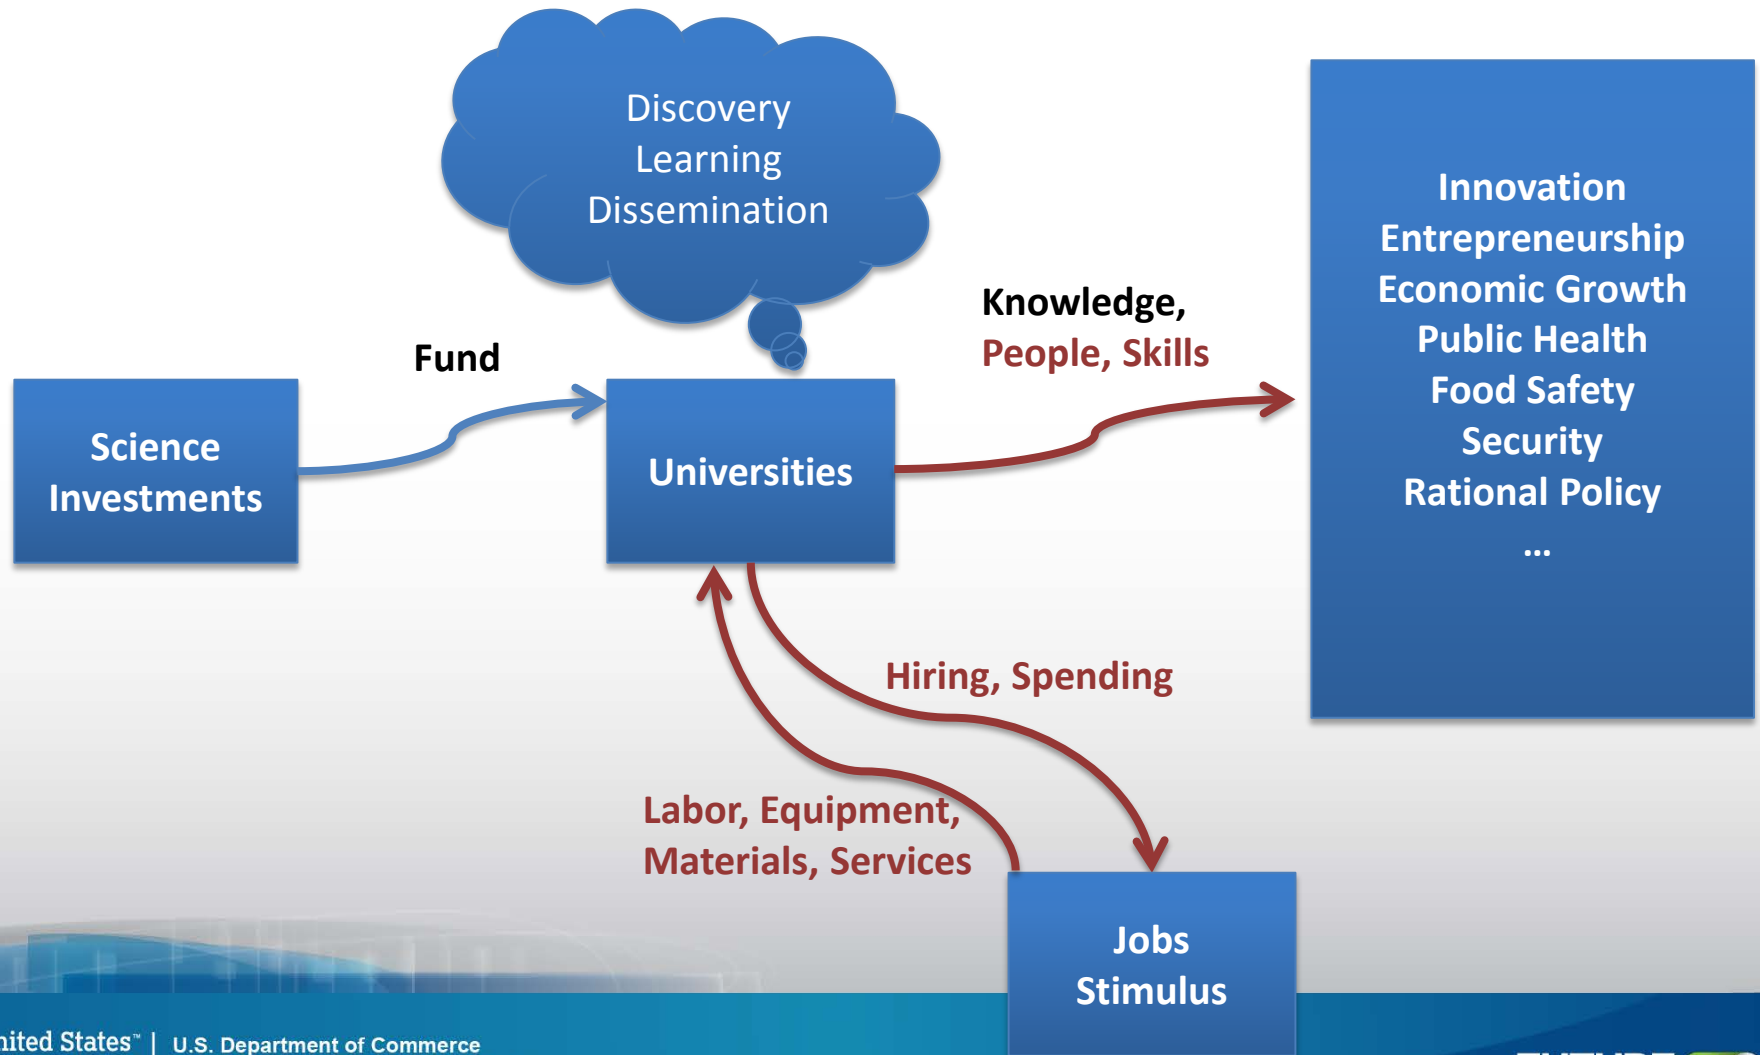 Discovery
Learning
Dissemination
Innovation
Entrepreneurship
Economic Growth
Public Health
Food Safety
Security
Rational Policy
...
Knowledge,
People, Skills
Fund
Science
Investments
Universities
Hiring, Spending
Labor, Equipment,
Materials, Services
Jobs
Stimulus
States™ | U.S. Department of Commerce